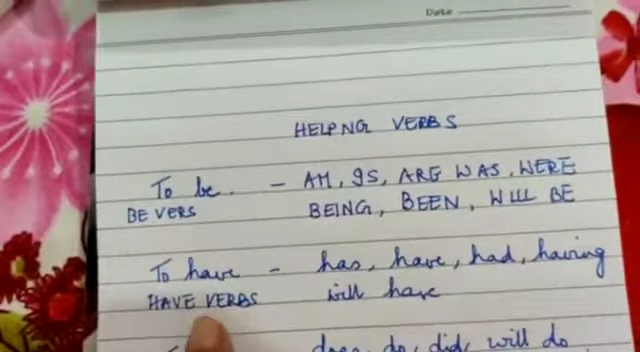 Date
HELPNG VERBS
To be. - AM, IS, ARE WAS, WERE
BE VERS BEING, BEEN, WILL BE
To have - has, have, had, having
HAVE VERBS will have
does, do, did, will do